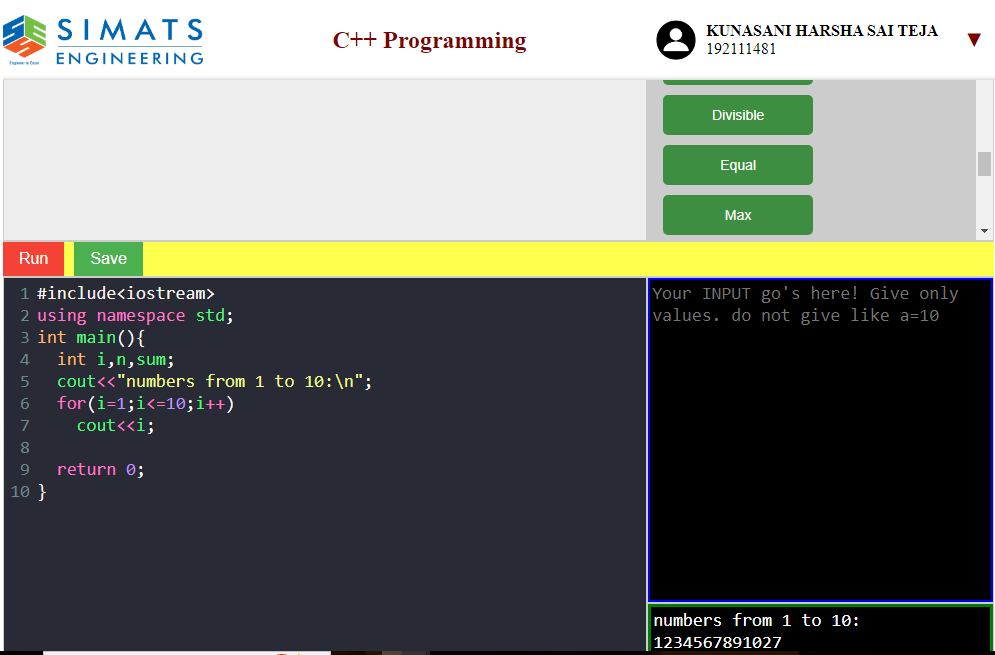 SIMATS
ENGINEERING
Engineer to Excel
C++ Programming
KUNASANI HARSHA SAI TEJA
192111481
▼
Divisible
Equal
Max
Run
Save
1 #include<iostream>
2 using namespace std;
3 int main(){
4 int i,n,sum;
5 cout<<"numbers from 1 to 10:\n";
6 for(i=1;i<=10;i++)
7 cout<<i;
8
9 return 0;
10 }
Your INPUT go's here! Give only
values. do not give like a=10
numbers from 1 to 10:
1234567891027